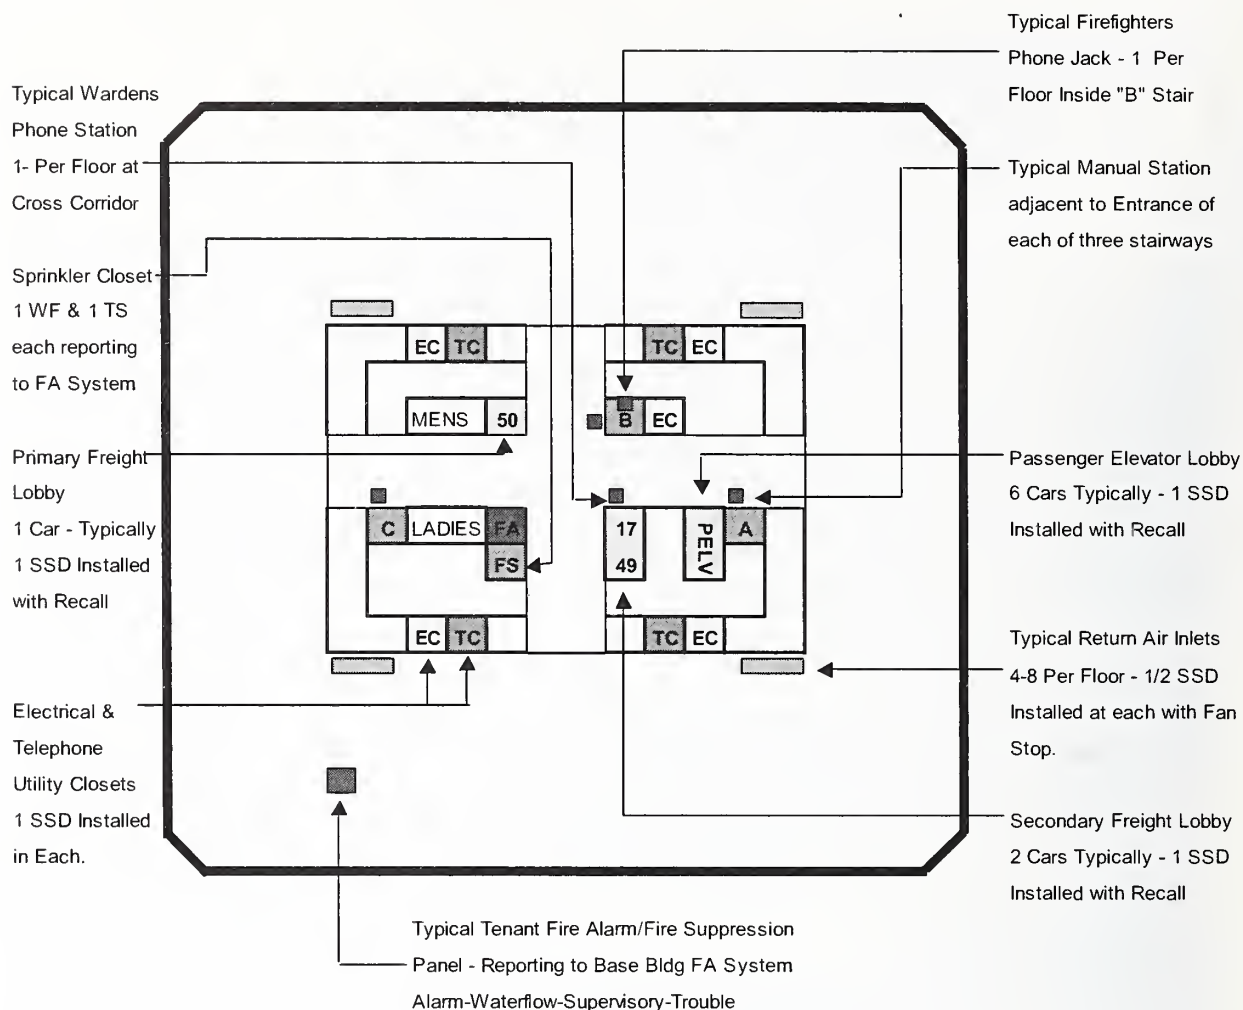 Typical Firefighters
Phone Jack - 1 Per
Floor Inside "B" Stair
Typical Wardens
Phone Station
1- Per Floor at
Cross Corridor
Typical Manual Station
adjacent to Entrance of
each of three stairways
Sprinkler Closet
1 WF & 1 TS
each reporting
to FA System
EC TC
TC EC
MENS 50
B EC
Primary Freight
Lobby
1 Car - Typically
1 SSD Installed
with Recall
Passenger Elevator Lobby
6 Cars Typically - 1 SSD
Installed with Recall
C LADIES FA
FS
17
49
PELV
A
EC TC
TC EC
Typical Return Air Inlets
4-8 Per Floor - 1/2 SSD
Installed at each with Fan
Stop.
Electrical &
Telephone
Utility Closets
1 SSD Installed
in Each.
Secondary Freight Lobby
2 Cars Typically - 1 SSD
Installed with Recall
Typical Tenant Fire Alarm/Fire Suppression
Panel - Reporting to Base Bldg FA System
Alarm-Waterflow-Supervisory-Trouble